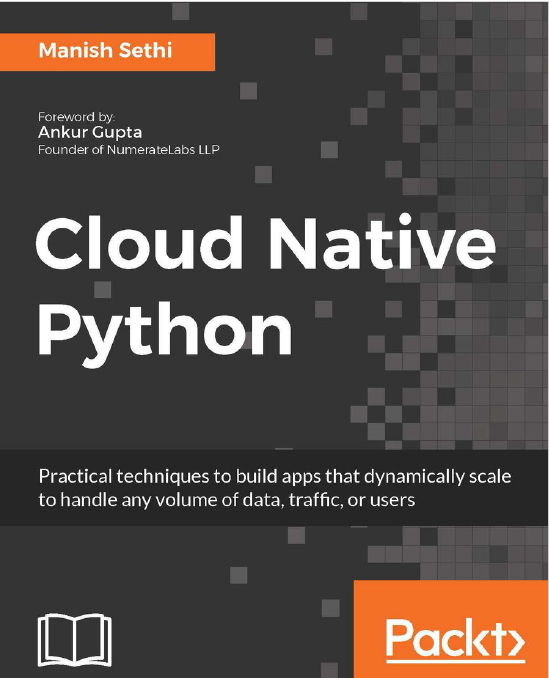 Manish Sethi
Foreword by:
Ankur Gupta
Founder of NumerateLabs LLP
Cloud Native
Python
Practical techniques to build apps that dynamically scale
to handle any volume of data, traffic, or users
Packt>